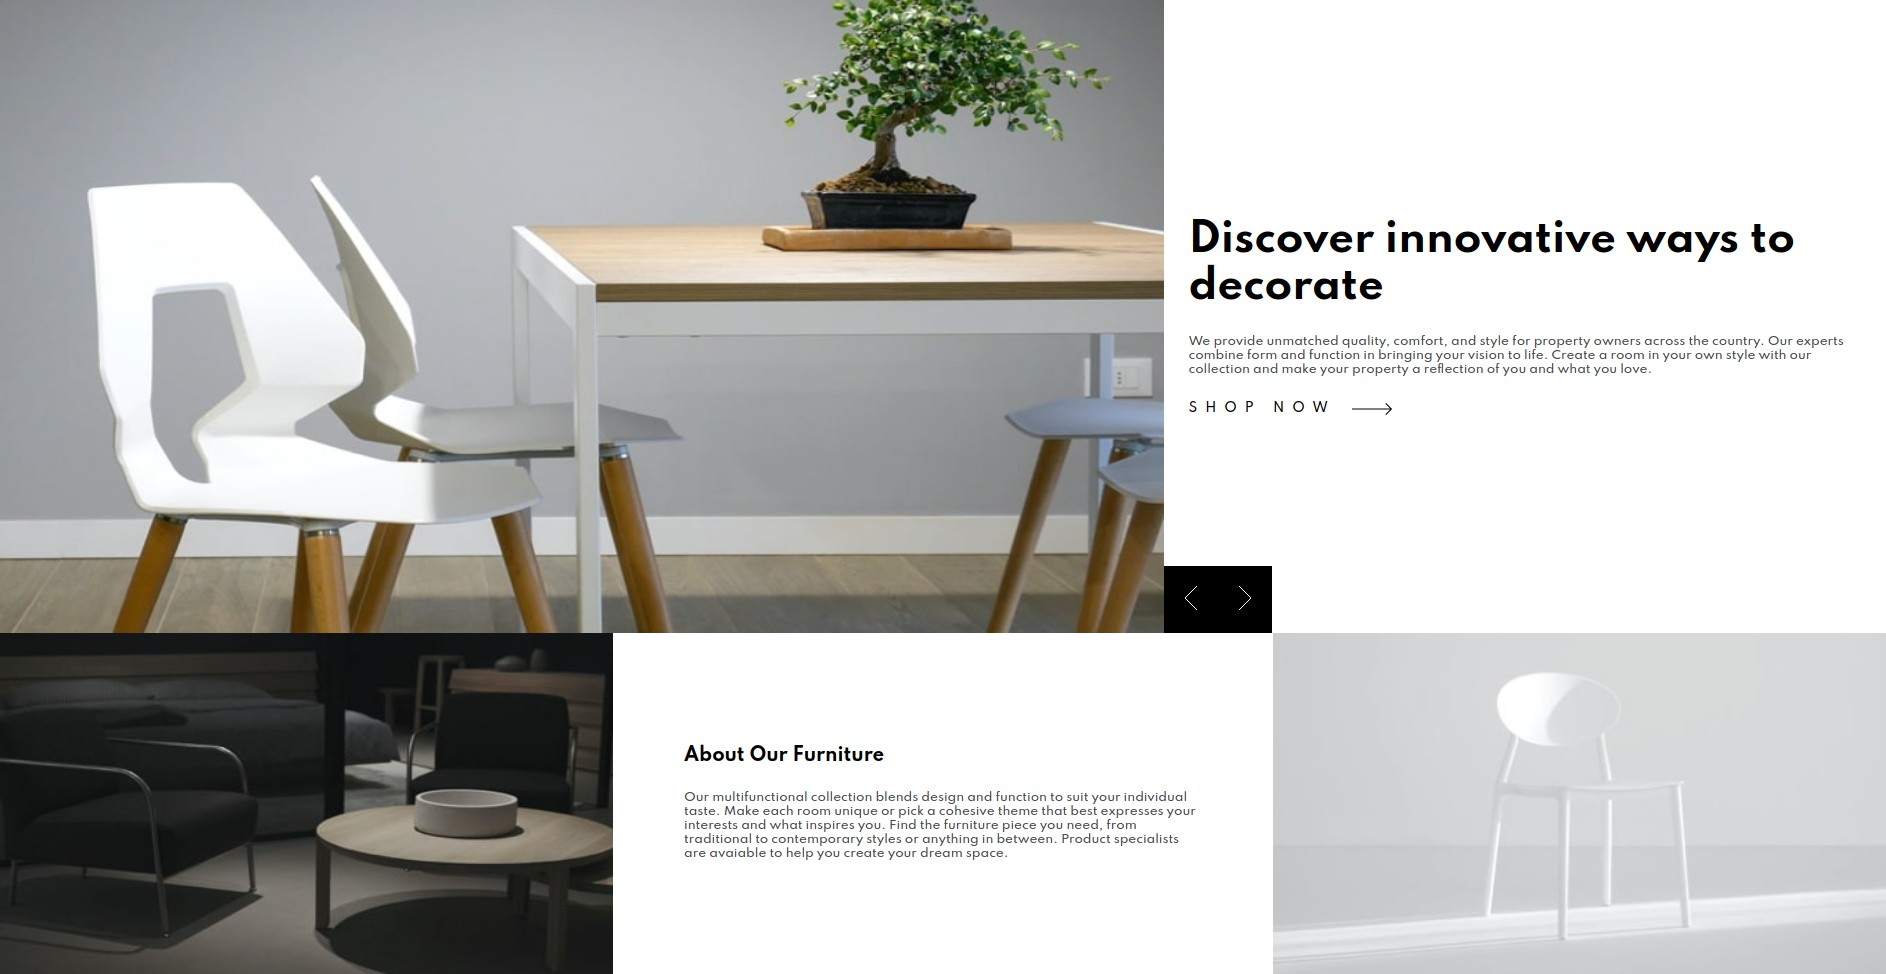 Discover innovative ways to
decorate
We provide unmatched quality, comfort, and style for property owners across the country. Our experts
combine form and function in bringing your vision to life. Create a room in your own style with our
collection and make your property a reflection of you and what you love.
SHOP NOW
About Our Furniture
Our multifunctional collection blends design and function to suit your individual
taste. Make each room unique or pick a cohesive theme that best expresses your
interests and what inspires you. Find the furniture piece you need, from
traditional to contemporary styles or anything in between. Product specialists
are avaiable to help you create your dream space.